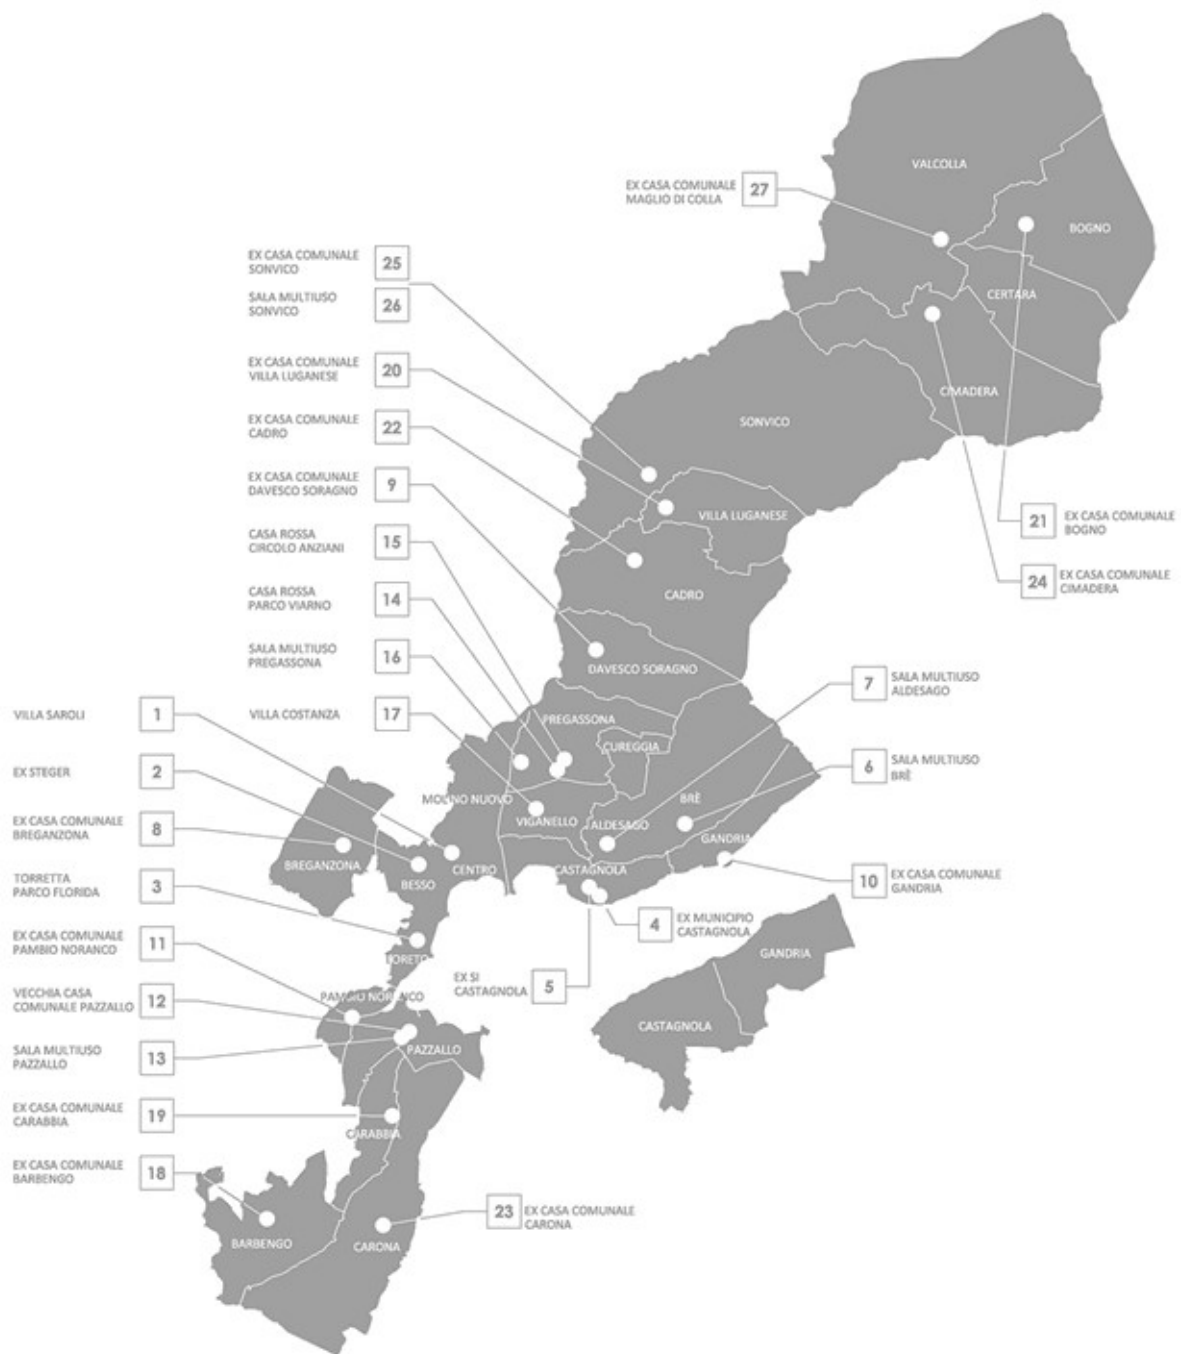 VALCOLLA
EX CASA COMUNALE
MAGLIO DI COLLA
27
BOGNO
EX CASA COMUNALE
SONVICO
25
CERTARA
SALA MULTIUSO
SONVICO
26
EX CASA COMUNALE
VILLA LUGANESE
20
CIMADERA
EX CASA COMUNALE
CADRO
22
SONVICO
EX CASA COMUNALE
DAVESCO SORAGNO
9
VILLA LUGANESE
21
EX CASA COMUNALE
BOGNO
CASA ROSSA
CIRCOLO ANZIANI
15
24
EX CASA COMUNALE
CIMADERA
CASA ROSSA
PARCO VIARNO
14
CADRO
SALA MULTIUSO
PREGASSONA
16
DAVESCO SORAGNO
7
SALA MULTIUSO
ALDESAGO
VILLA SAROLI
1
VILLA COSTANZA
17
PREGASSONA
CUREGGIA
EX STEGER
2
6
SALA MULTIUSO
BRÈ
MOLINO NUOVO
BRÈ
VIGANELLO
ALDESAGO
EX CASA COMUNALE
BREGANZONA
8
GANDRIA
BREGANZONA
CENTRO
CASTAGNOLA
BESSO
TORRETTA
PARCO FLORIDA
3
10
EX CASA COMUNALE
GANDRIA
4
EX MUNICIPIO
CASTAGNOLA
EX CASA COMUNALE
PAMBIO NORANCO
11
LORETO
GANDRIA
EX SI
CASTAGNOLA
5
VECCHIA CASA
COMUNALE PAZZALLO
12
PAMBIO NORANCO
CASTAGNOLA
SALA MULTIUSO
PAZZALLO
13
PAZZALLO
EX CASA COMUNALE
CARABBIA
19
CARABBIA
EX CASA COMUNALE
BARBENGO
18
23
EX CASA COMUNALE
CARONA
BARBENGO
CARONA